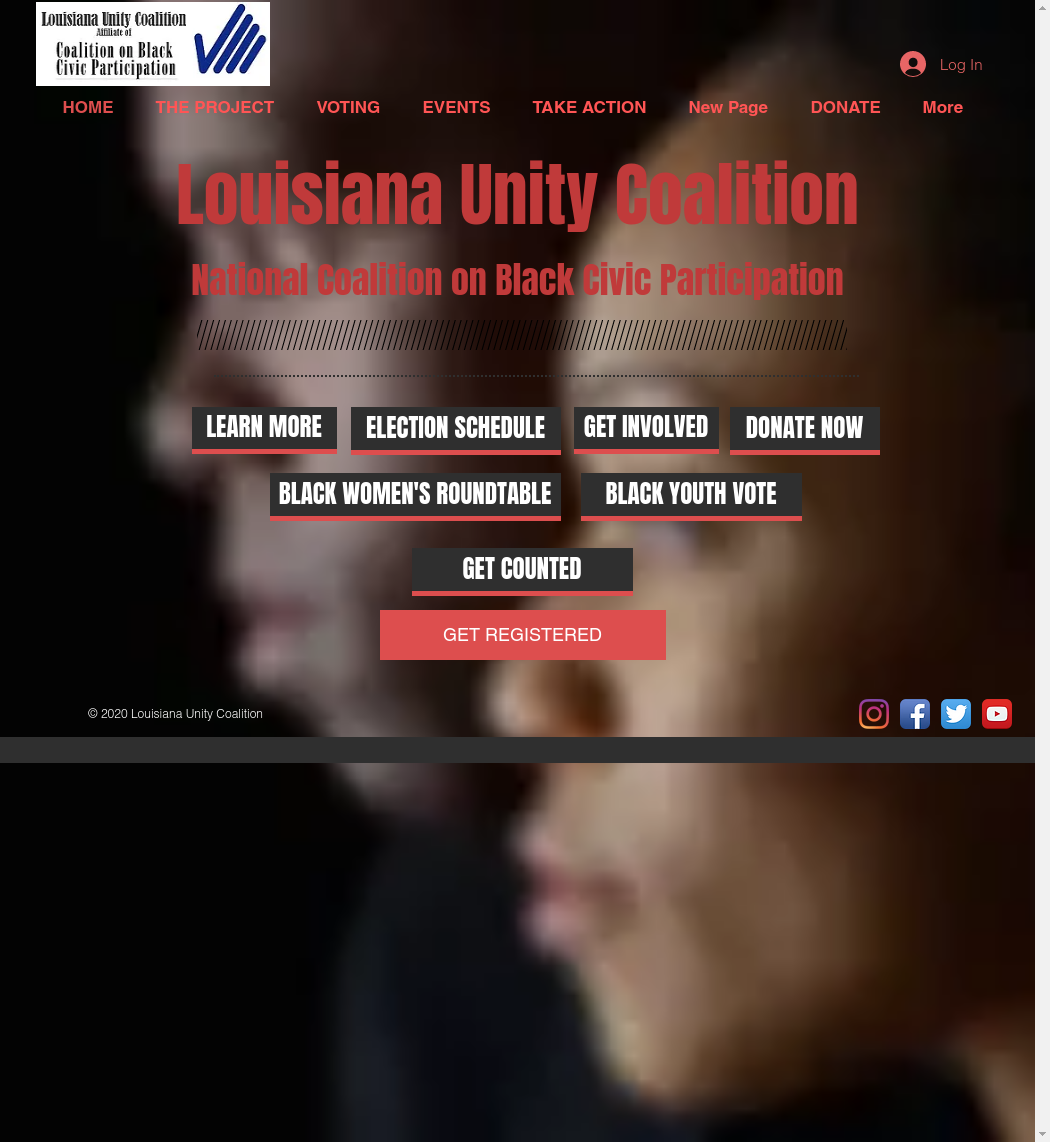 Louisiana Unity Coalition
Affiliate of
Coalition on Black
Civic Participation
Log In
HOME THE PROJECT VOTING EVENTS TAKE ACTION New Page DONATE More
Louisiana Unity Coalition
National Coalition on Black Civic Participation
LEARN MORE ELECTION SCHEDULE GET INVOLVED DONATE NOW
BLACK WOMEN'S ROUNDTABLE BLACK YOUTH VOTE
GET COUNTED
GET REGISTERED
© 2020 Louisiana Unity Coalition